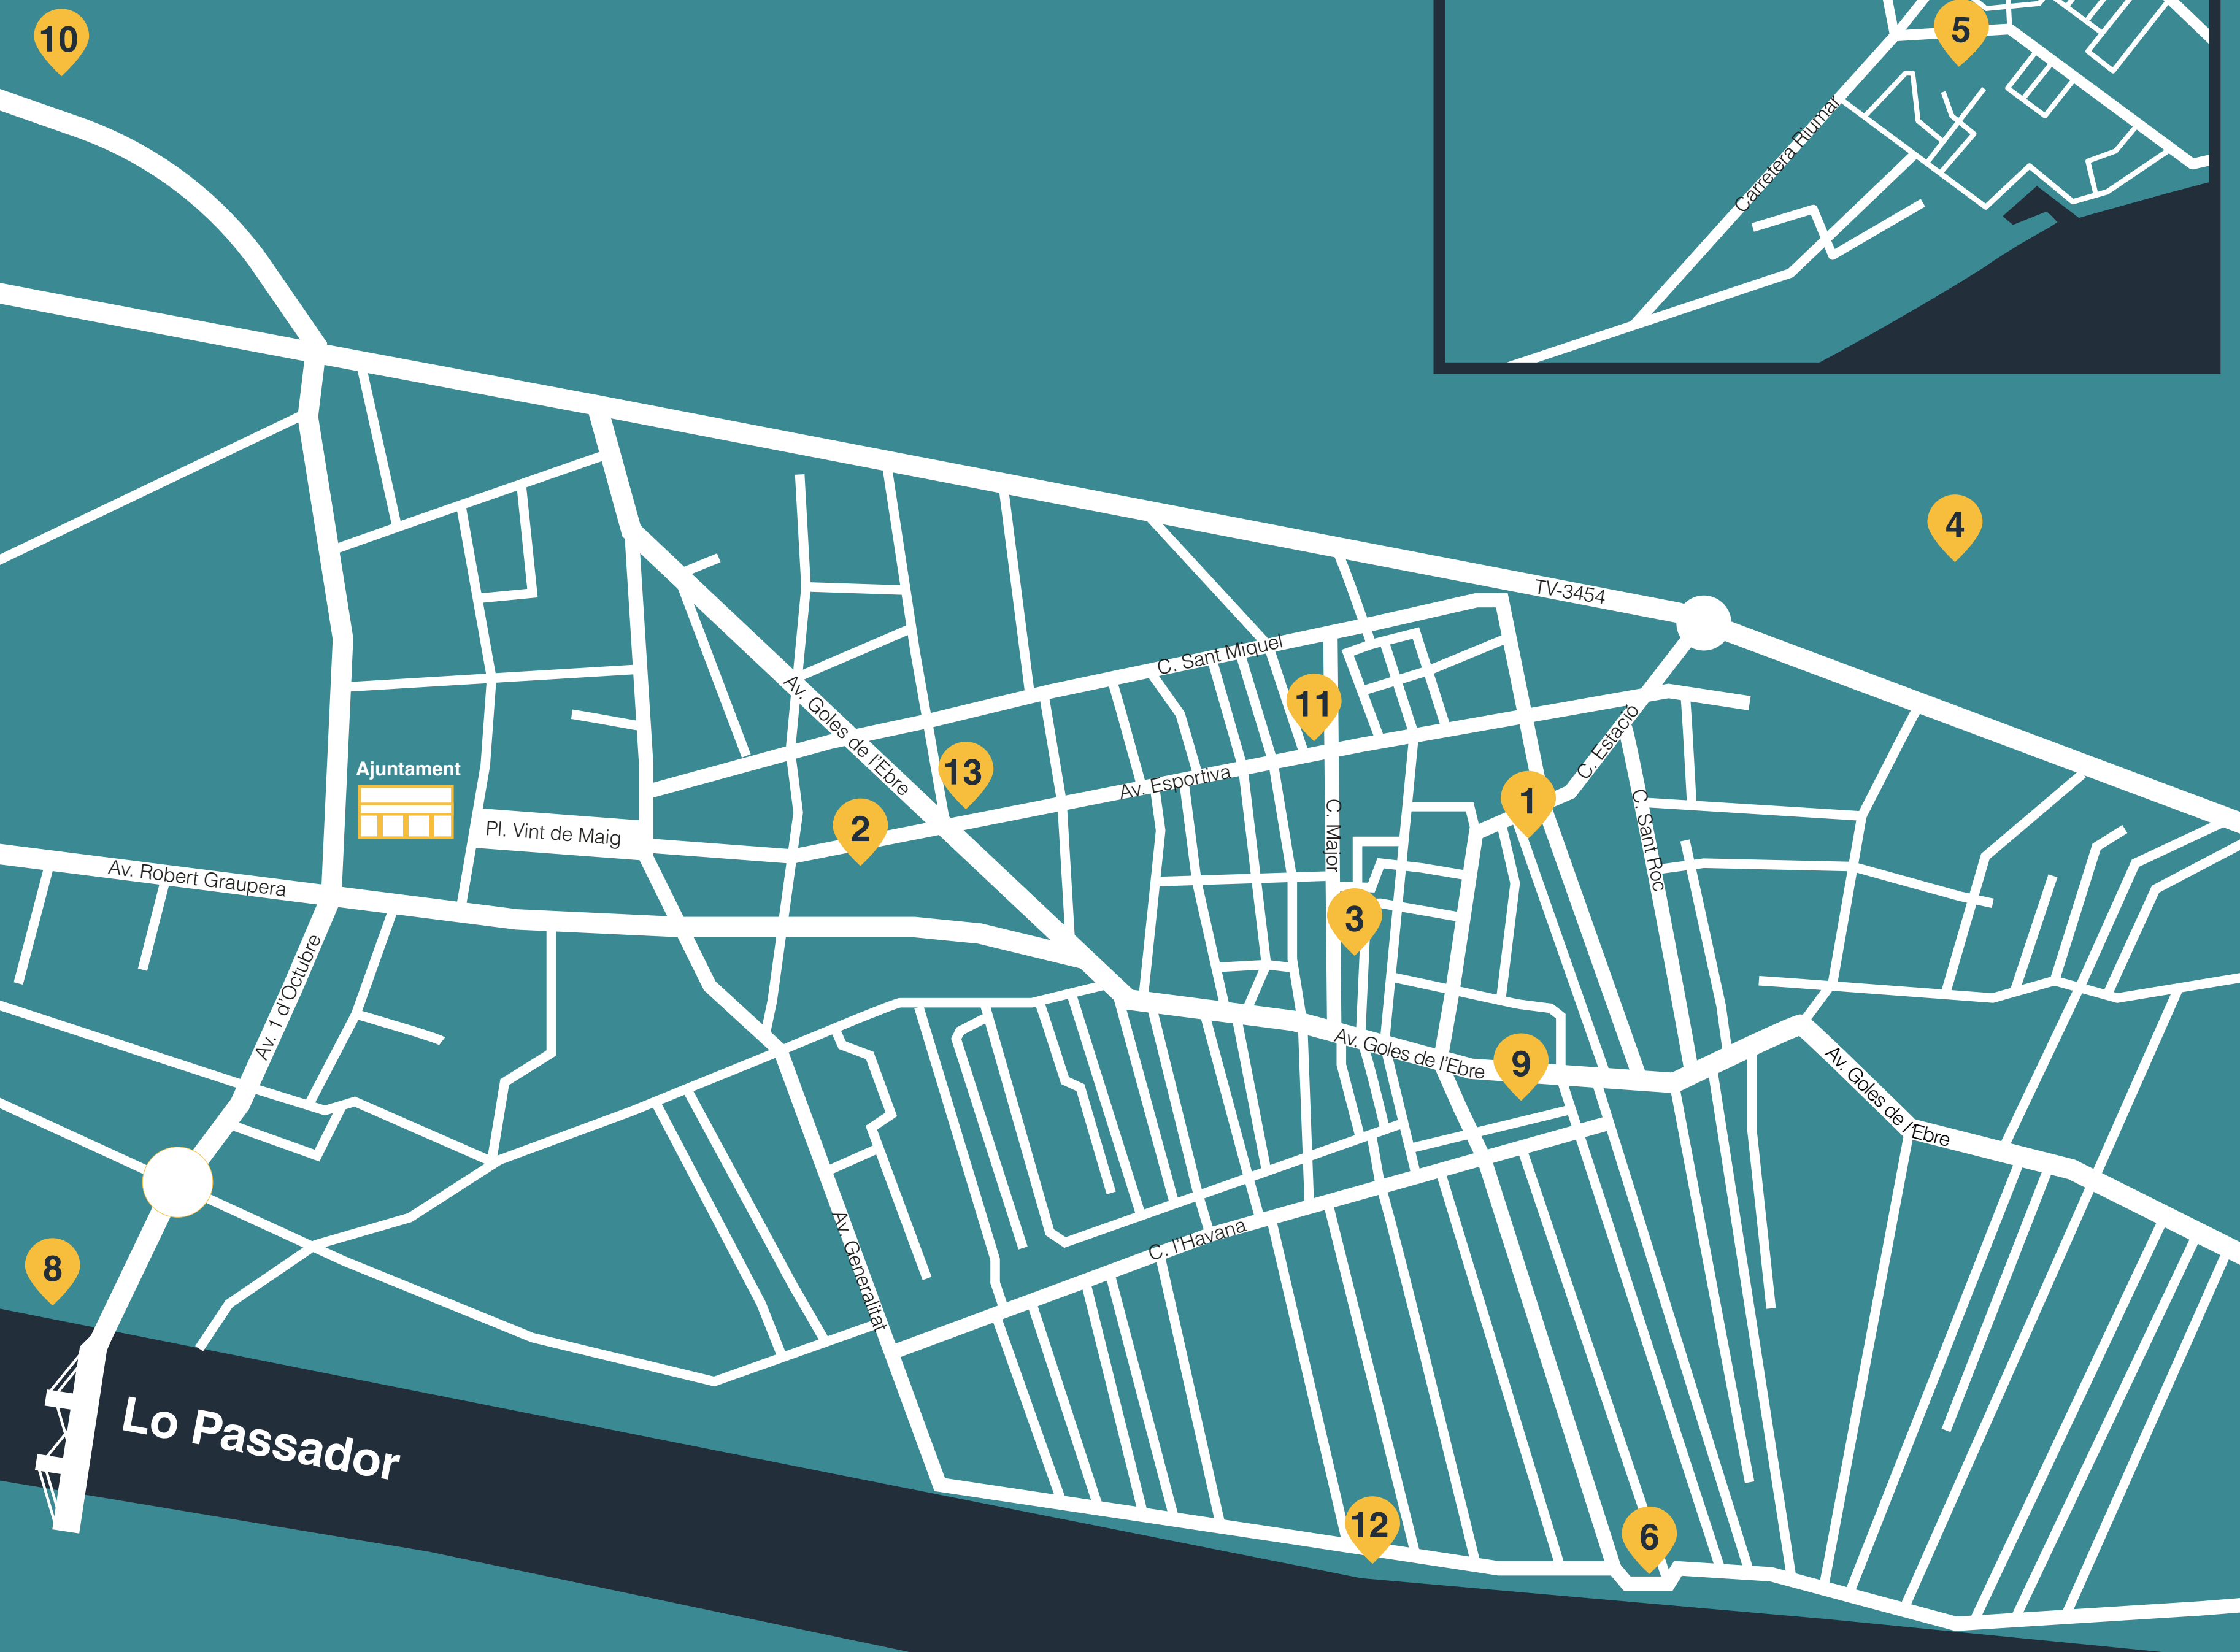 10
5
Carretera Riumar
4
TV-3454
C. Sant Miquel
11
Av. Goles de l'Ebre
13
Av. Esportiva
C. Estació
1
2
C. Major
C. Sant Roc
Ajuntament
Pl. Vint de Maig
Av. Robert Graupera
3
Av. 1 d'Octubre
Av. Goles de l'Ebre
9
Av. Goles de l'Ebre
8
Av. Generalitat
C. l'Havana
Lo Passador
12
6